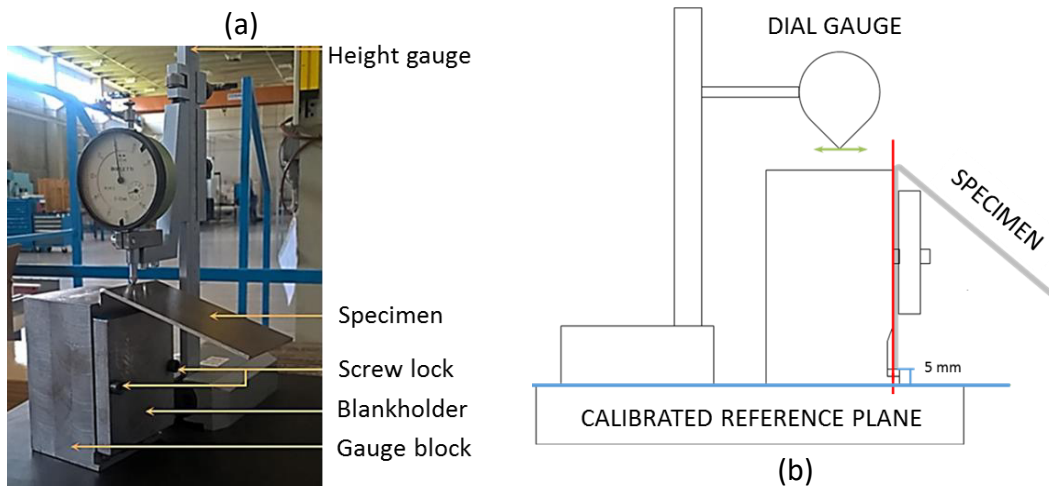 (a)
Height gauge
Specimen
Screw lock
Blankholder
Gauge block
DIAL GAUGE
SPECIMEN
5 mm
CALIBRATED REFERENCE PLANE
(b)